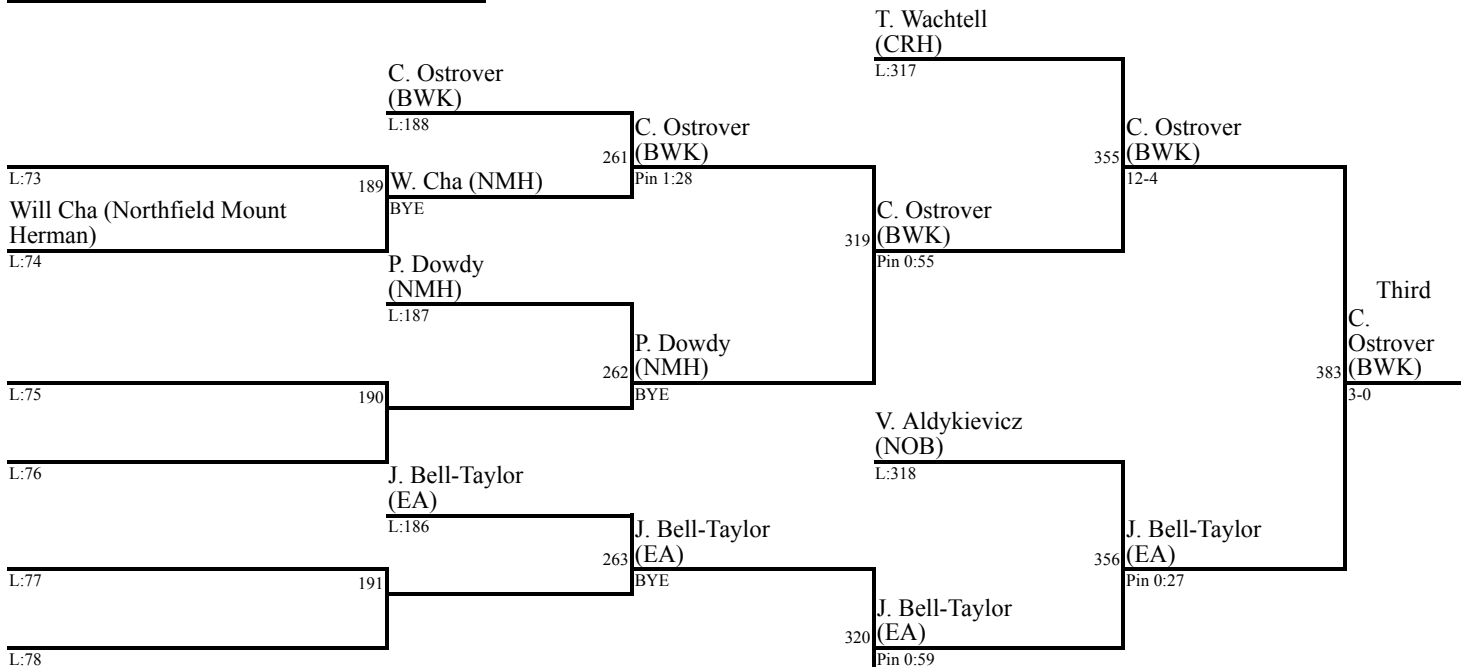 T. Wachtell
(CRH)
L:317
C. Ostrover
(BWK)
L:188
C. Ostrover
(BWK)
261
Pin 1:28
C. Ostrover
(BWK)
355
12-4
L:73
189
W. Cha (NMH)
BYE
Will Cha (Northfield Mount
Herman)
L:74
C. Ostrover
(BWK)
319
Pin 0:55
P. Dowdy
(NMH)
L:187
P. Dowdy
(NMH)
262
BYE
Third
C.
Ostrover
(BWK)
383
3-0
L:75
190
L:76
V. Aldykievicz
(NOB)
L:318
J. Bell-Taylor
(EA)
L:186
J. Bell-Taylor
(EA)
263
BYE
J. Bell-Taylor
(EA)
356
Pin 0:27
L:77
191
J. Bell-Taylor
(EA)
320
Pin 0:59
L:78